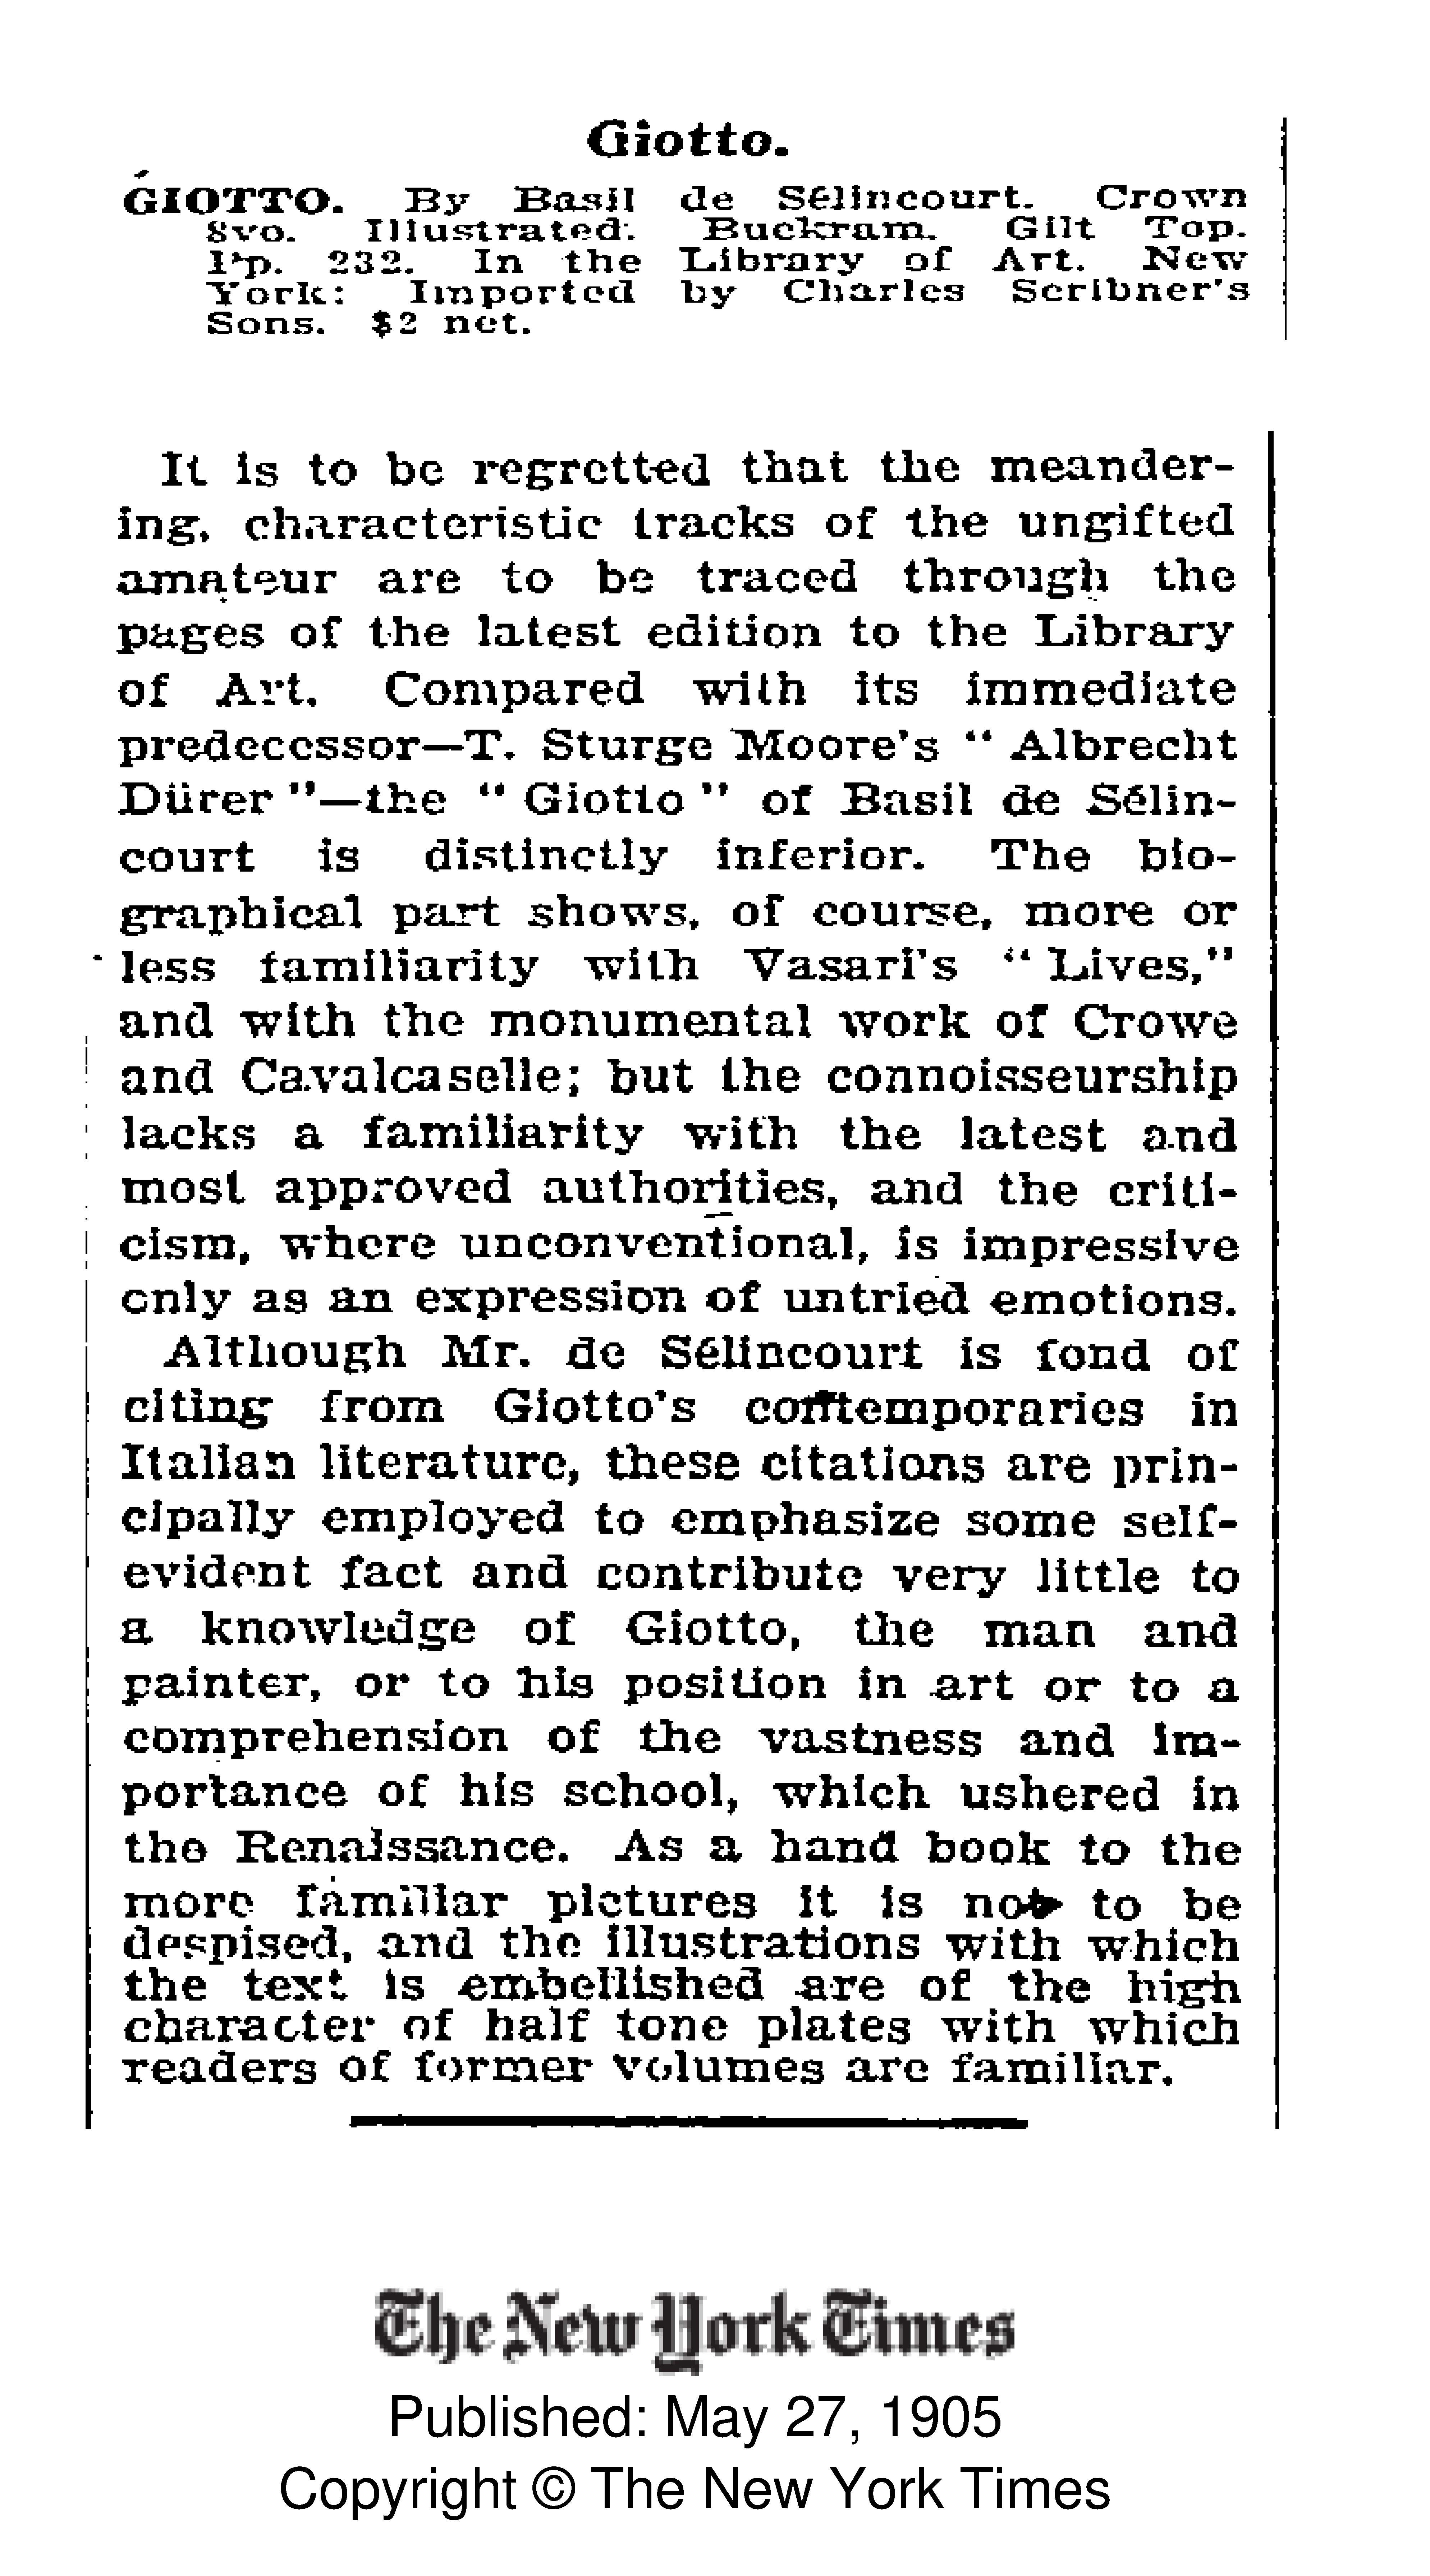 Giotto.
GIOTTO. By Basil de Sélincourt. Crown
8vo. Illustrated. Buckram. Gilt Top.
Pp. 232. In the Library of Art. New
York: Imported by Charles Scribner's
Sons. $2 net.
It is to be regretted that the meander-
ing, characteristic tracks of the ungifted
amateur are to be traced through the
pages of the latest edition to the Library
of Art. Compared with its immediate
predecessor—T. Sturge Moore's “ Albrecht
Dürer ”—the “ Giotto ” of Basil de Sélin-
court is distinctly inferior. The bio-
graphical part shows, of course, more or
less familiarity with Vasari's “ Lives,”
and with the monumental work of Crowe
and Cavalcaselle; but the connoisseurship
lacks a familiarity with the latest and
most approved authorities, and the criti-
cism, where unconventional, is impressive
only as an expression of untried emotions.
Although Mr. de Sélincourt is fond of
citing from Giotto's contemporaries in
Italian literature, these citations are prin-
cipally employed to emphasize some self-
evident fact and contribute very little to
a knowledge of Giotto, the man and
painter, or to his position in art or to a
comprehension of the vastness and im-
portance of his school, which ushered in
the Renaissance. As a hand book to the
more familiar pictures it is not to be
despised, and the illustrations with which
the text is embellished are of the high
character of half tone plates with which
readers of former volumes are familiar.
The New York Times
Published: May 27, 1905
Copyright © The New York Times